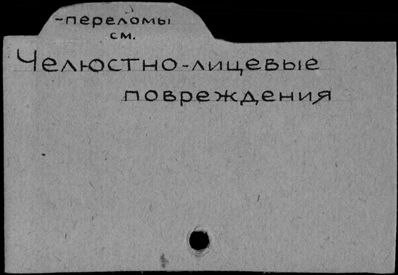 -переломы
см.
Челюстно-лицевые
повреждения